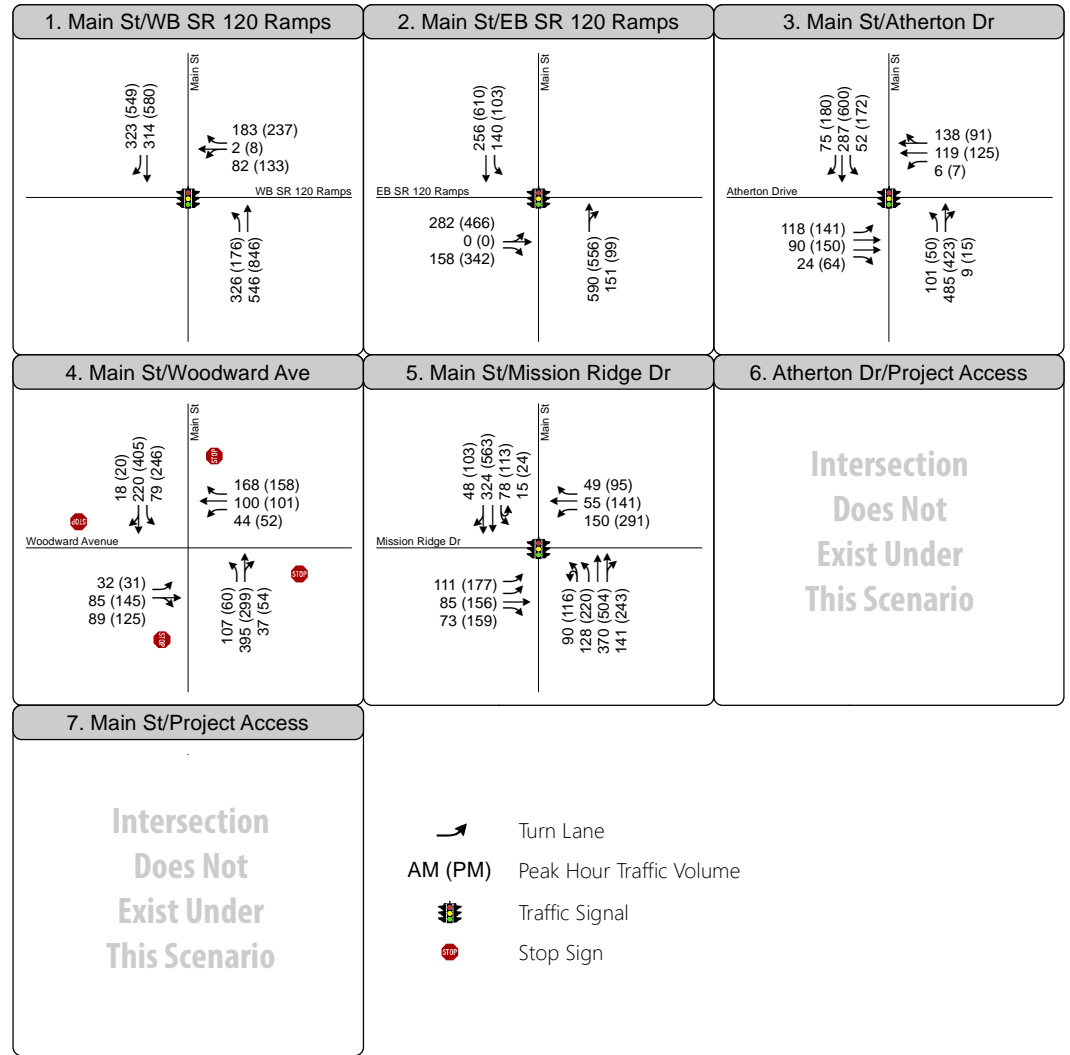 1. Main St/WB SR 120 Ramps
Main St
323 (549)
314 (580)
183 (237)
2 (8)
82 (133)
WB SR 120 Ramps
326 (176)
546 (846)
2. Main St/EB SR 120 Ramps
Main St
256 (610)
140 (103)
EB SR 120 Ramps
282 (466)
0 (0)
158 (342)
590 (556)
151 (99)
3. Main St/Atherton Dr
Main St
75 (180)
287 (600)
52 (172)
138 (91)
119 (125)
6 (7)
Atherton Drive
118 (141)
90 (150)
24 (64)
101 (50)
485 (423)
9 (15)
4. Main St/Woodward Ave
Main St
18 (20)
220 (405)
79 (246)
STOP
168 (158)
100 (101)
44 (52)
STOP
Woodward Avenue
STOP
32 (31)
85 (145)
89 (125)
STOP
107 (60)
395 (299)
37 (54)
5. Main St/Mission Ridge Dr
Main St
48 (103)
324 (563)
78 (113)
15 (24)
49 (95)
55 (141)
150 (291)
Mission Ridge Dr
111 (177)
85 (156)
73 (159)
90 (116)
128 (220)
370 (504)
141 (243)
6. Atherton Dr/Project Access
Intersection
Does Not
Exist Under
This Scenario
7. Main St/Project Access
Intersection
Does Not
Exist Under
This Scenario
Turn Lane
AM (PM) Peak Hour Traffic Volume
Traffic Signal
STOP Stop Sign